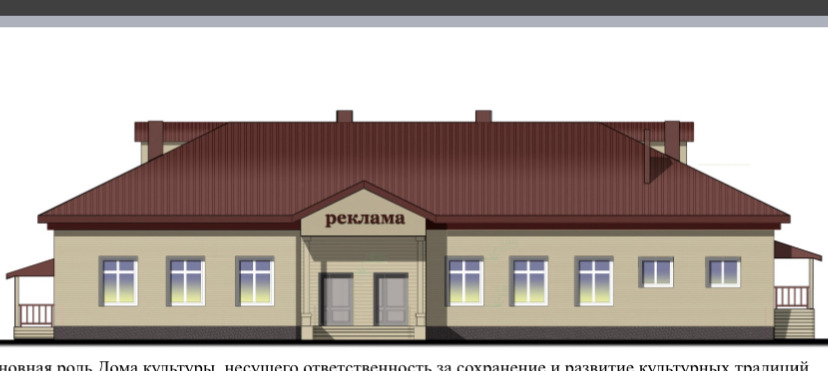 реклама
новная роль Дома культуры, несущего ответственность за сохранение и развитие культурных традиций